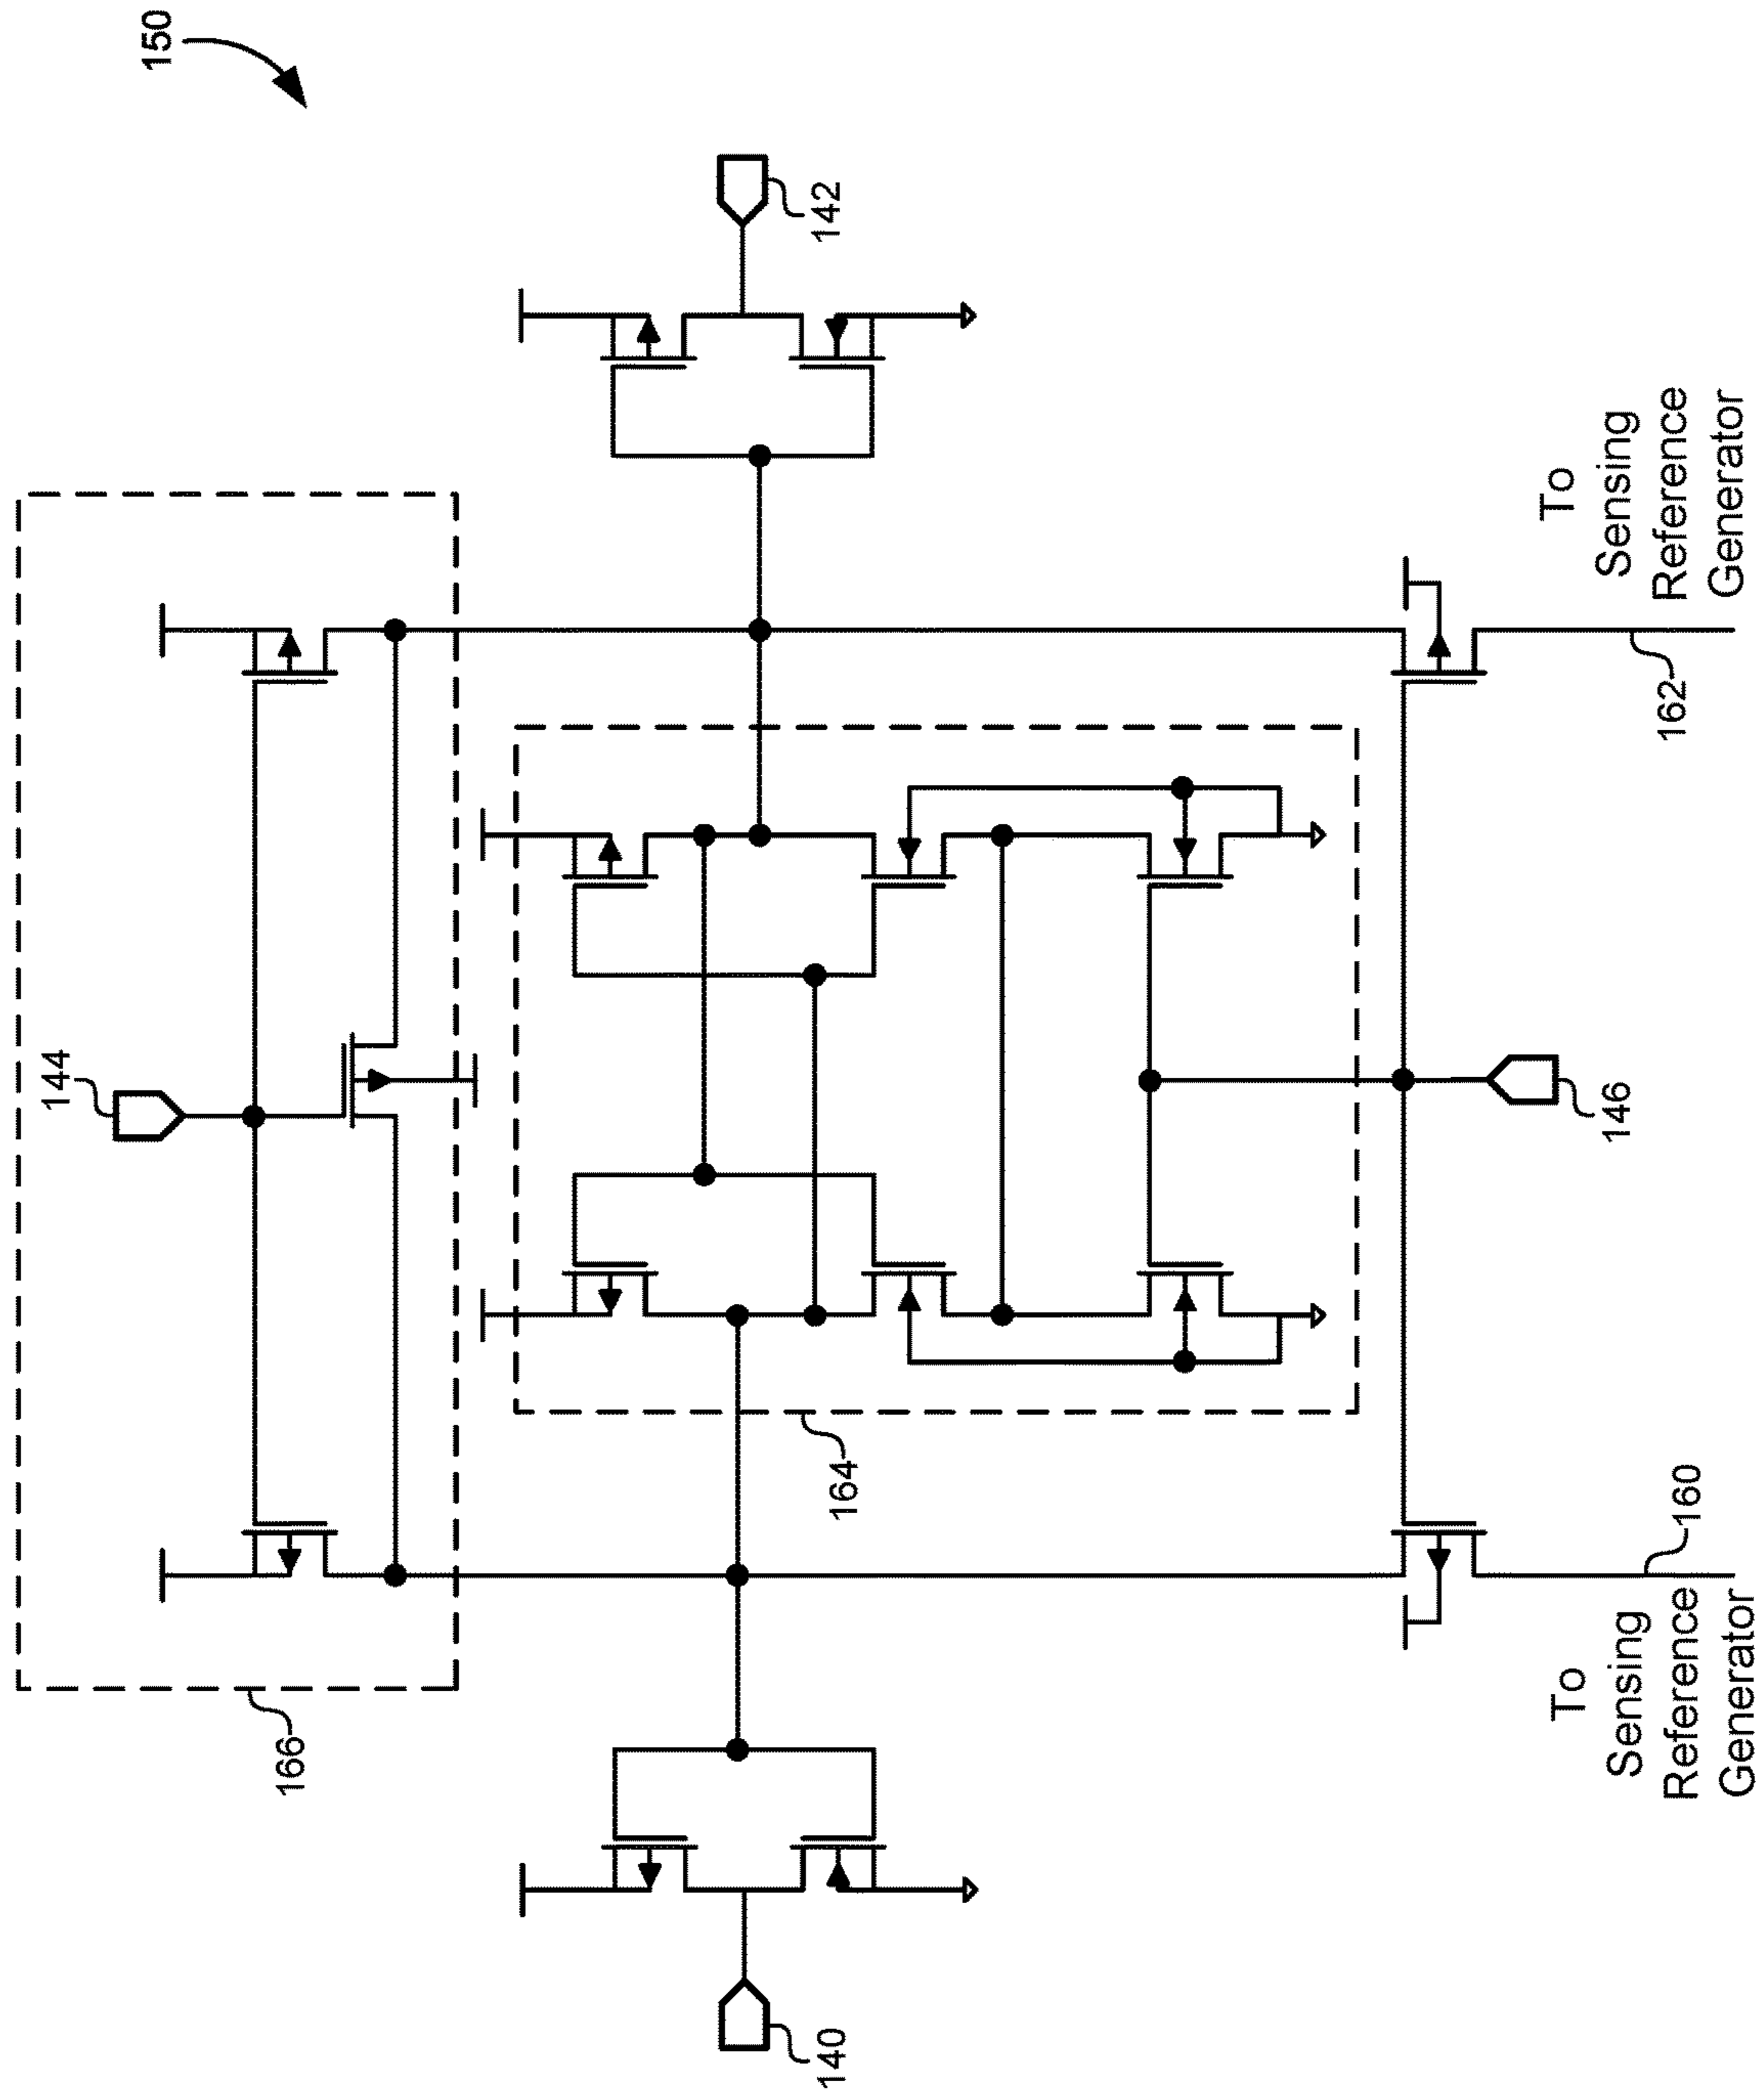 150
144
166
142
140
164
146
To
Sensing
Reference
Generator
160
To
Sensing
Reference
Generator
162